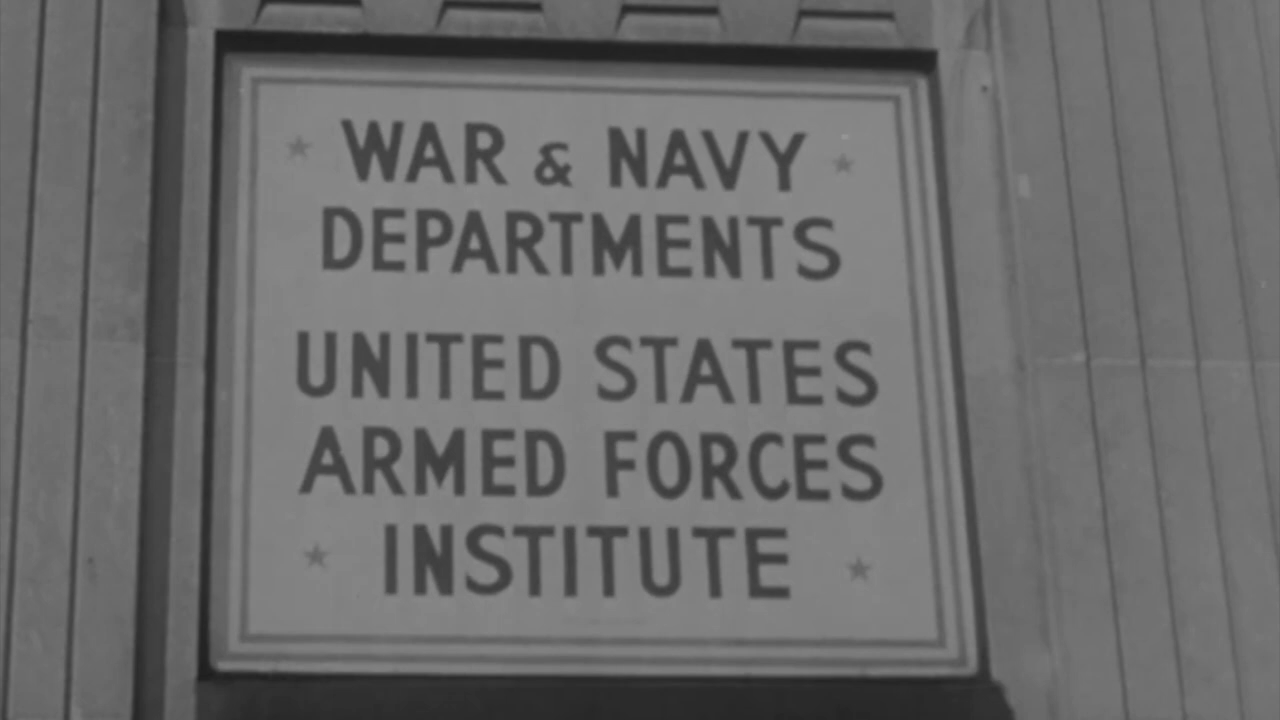 WAR & NAVY
DEPARTMENTS
UNITED STATES
ARMED FORCES
INSTITUTE